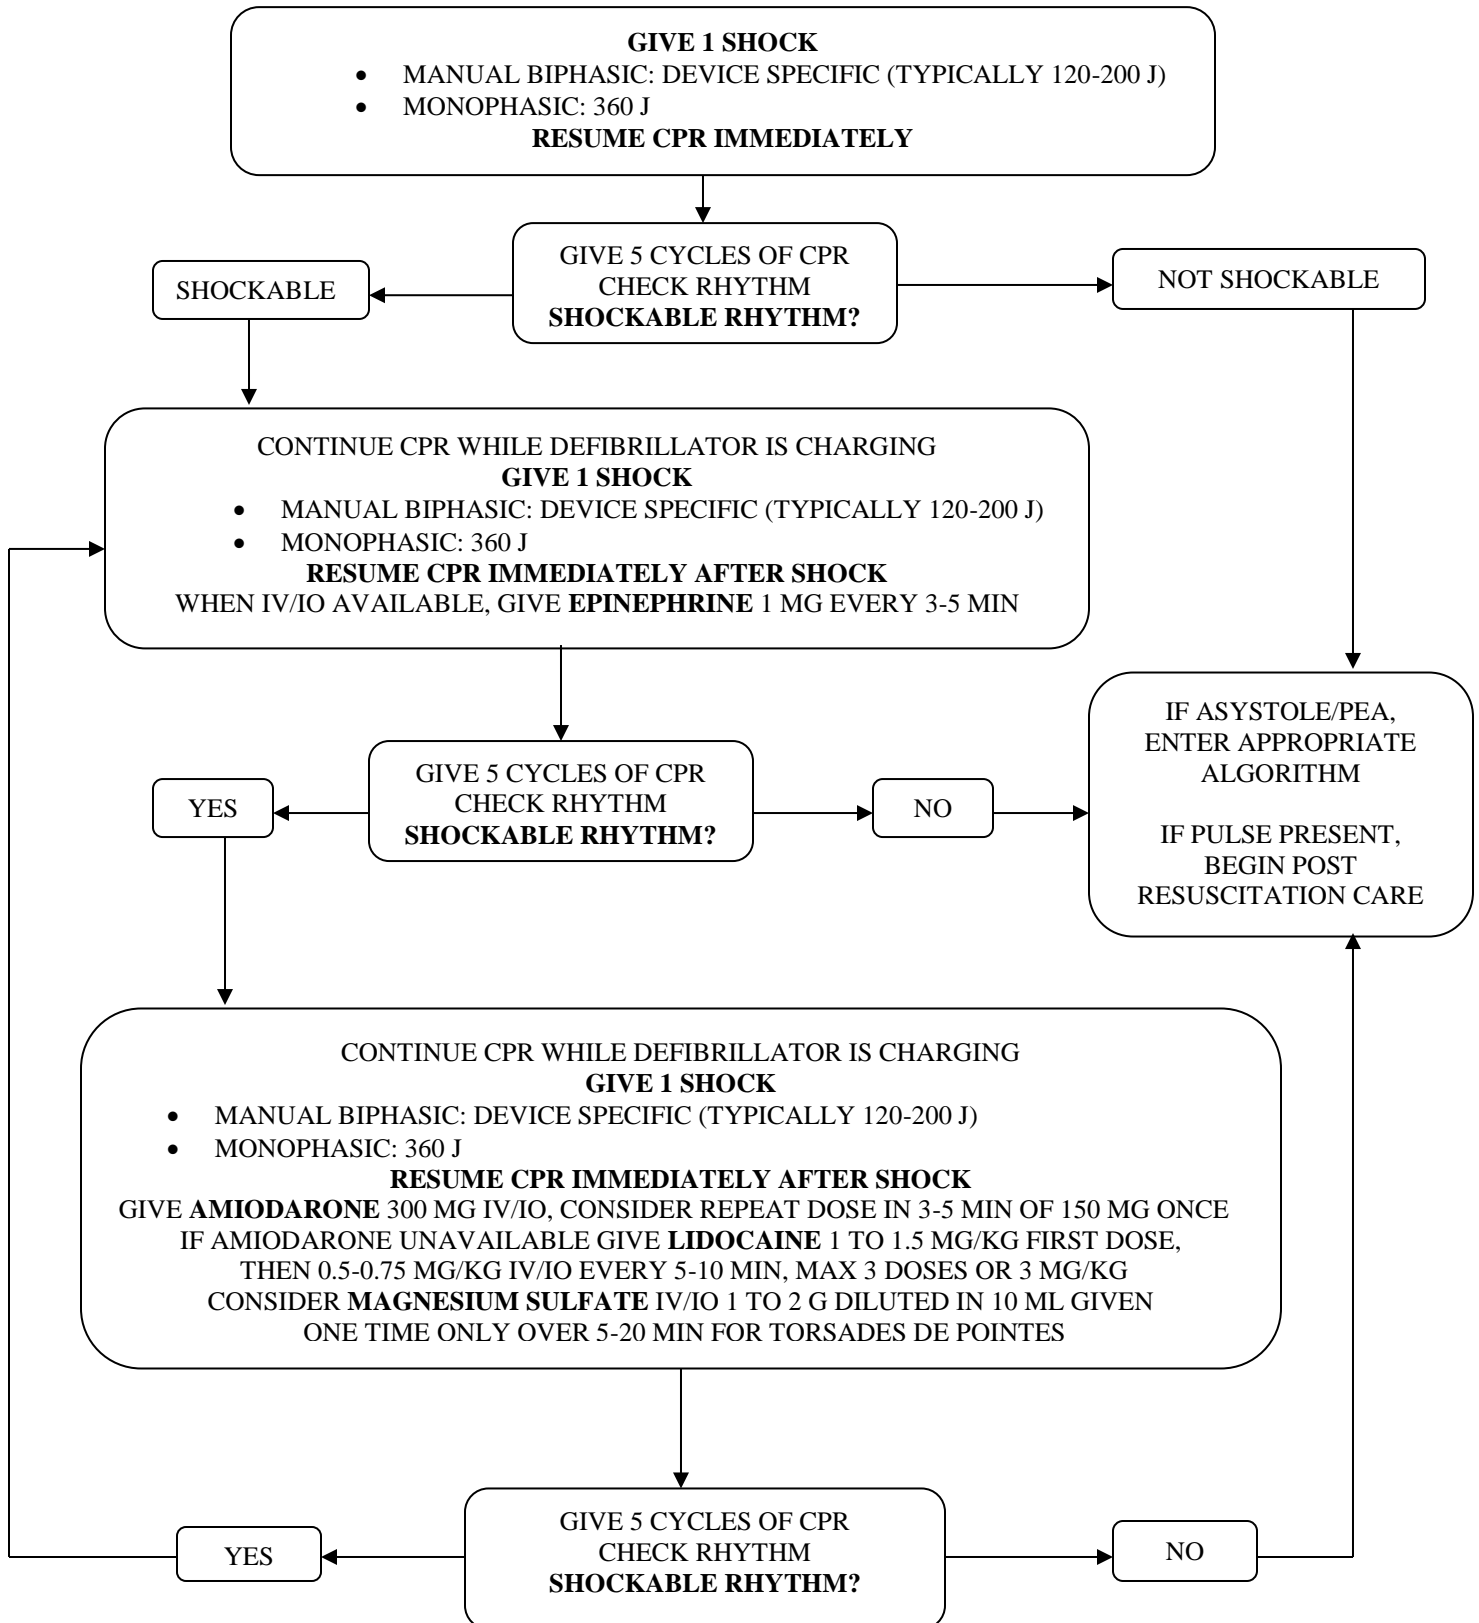 GIVE 1 SHOCK
• MANUAL BIPHASIC: DEVICE SPECIFIC (TYPICALLY 120-200 J)
• MONOPHASIC: 360 J
RESUME CPR IMMEDIATELY
GIVE 5 CYCLES OF CPR
CHECK RHYTHM
SHOCKABLE RHYTHM?
SHOCKABLE
NOT SHOCKABLE
CONTINUE CPR WHILE DEFIBRILLATOR IS CHARGING
GIVE 1 SHOCK
• MANUAL BIPHASIC: DEVICE SPECIFIC (TYPICALLY 120-200 J)
• MONOPHASIC: 360 J
RESUME CPR IMMEDIATELY AFTER SHOCK
WHEN IV/IO AVAILABLE, GIVE EPINEPHRINE 1 MG EVERY 3-5 MIN
IF ASYSTOLE/PEA,
ENTER APPROPRIATE
ALGORITHM
IF PULSE PRESENT,
BEGIN POST
RESUSCITATION CARE
GIVE 5 CYCLES OF CPR
CHECK RHYTHM
SHOCKABLE RHYTHM?
YES
NO
CONTINUE CPR WHILE DEFIBRILLATOR IS CHARGING
GIVE 1 SHOCK
• MANUAL BIPHASIC: DEVICE SPECIFIC (TYPICALLY 120-200 J)
• MONOPHASIC: 360 J
RESUME CPR IMMEDIATELY AFTER SHOCK
GIVE AMIODARONE 300 MG IV/IO, CONSIDER REPEAT DOSE IN 3-5 MIN OF 150 MG ONCE
IF AMIODARONE UNAVAILABLE GIVE LIDOCAINE 1 TO 1.5 MG/KG FIRST DOSE,
THEN 0.5-0.75 MG/KG IV/IO EVERY 5-10 MIN, MAX 3 DOSES OR 3 MG/KG
CONSIDER MAGNESIUM SULFATE IV/IO 1 TO 2 G DILUTED IN 10 ML GIVEN
ONE TIME ONLY OVER 5-20 MIN FOR TORSADES DE POINTES
GIVE 5 CYCLES OF CPR
CHECK RHYTHM
SHOCKABLE RHYTHM?
YES
NO